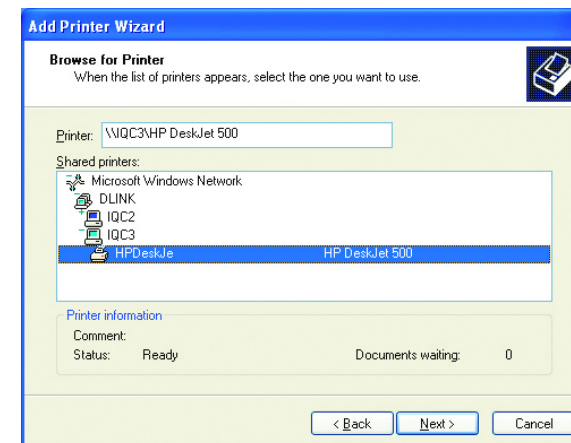 Add Printer Wizard
Browse for Printer
When the list of printers appears, select the one you want to use.
Printer: \\IQC3\HP DeskJet 500
Shared printers:
Microsoft Windows Network
DLINK
IQC2
IQC3
HPDeskJe HP DeskJet 500
Printer information
Comment:
Status: Ready Documents waiting: 0
< Back Next > Cancel